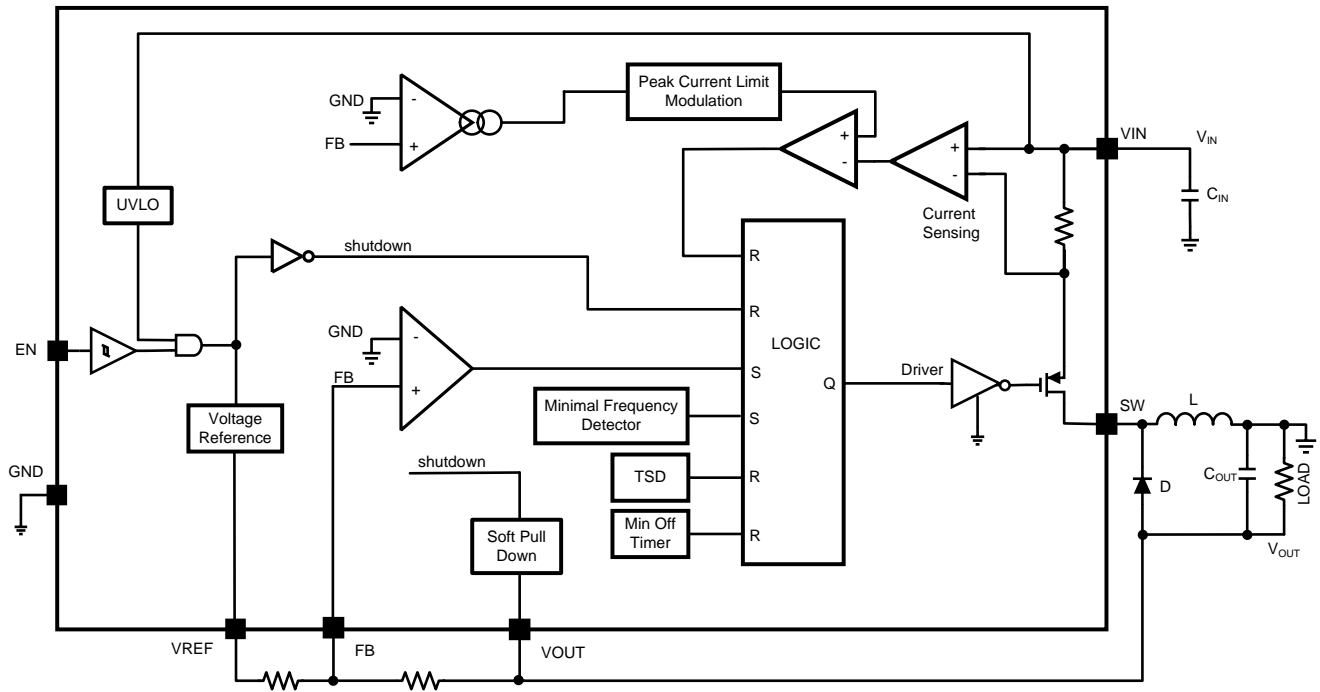 Peak Current Limit
Modulation
GND
-
+
FB
+
-
+
-
Current
Sensing
VIN
VIN
CIN
UVLO
shutdown
R
R
S
S
R
R
LOGIC
Q
EN
GND
-
+
FB
Driver
SW
L
Voltage
Reference
Minimal Frequency
Detector
GND
shutdown
TSD
Min Off
Timer
Soft Pull
Down
D
COUT
LOAD
VOUT
VREF
FB
VOUT